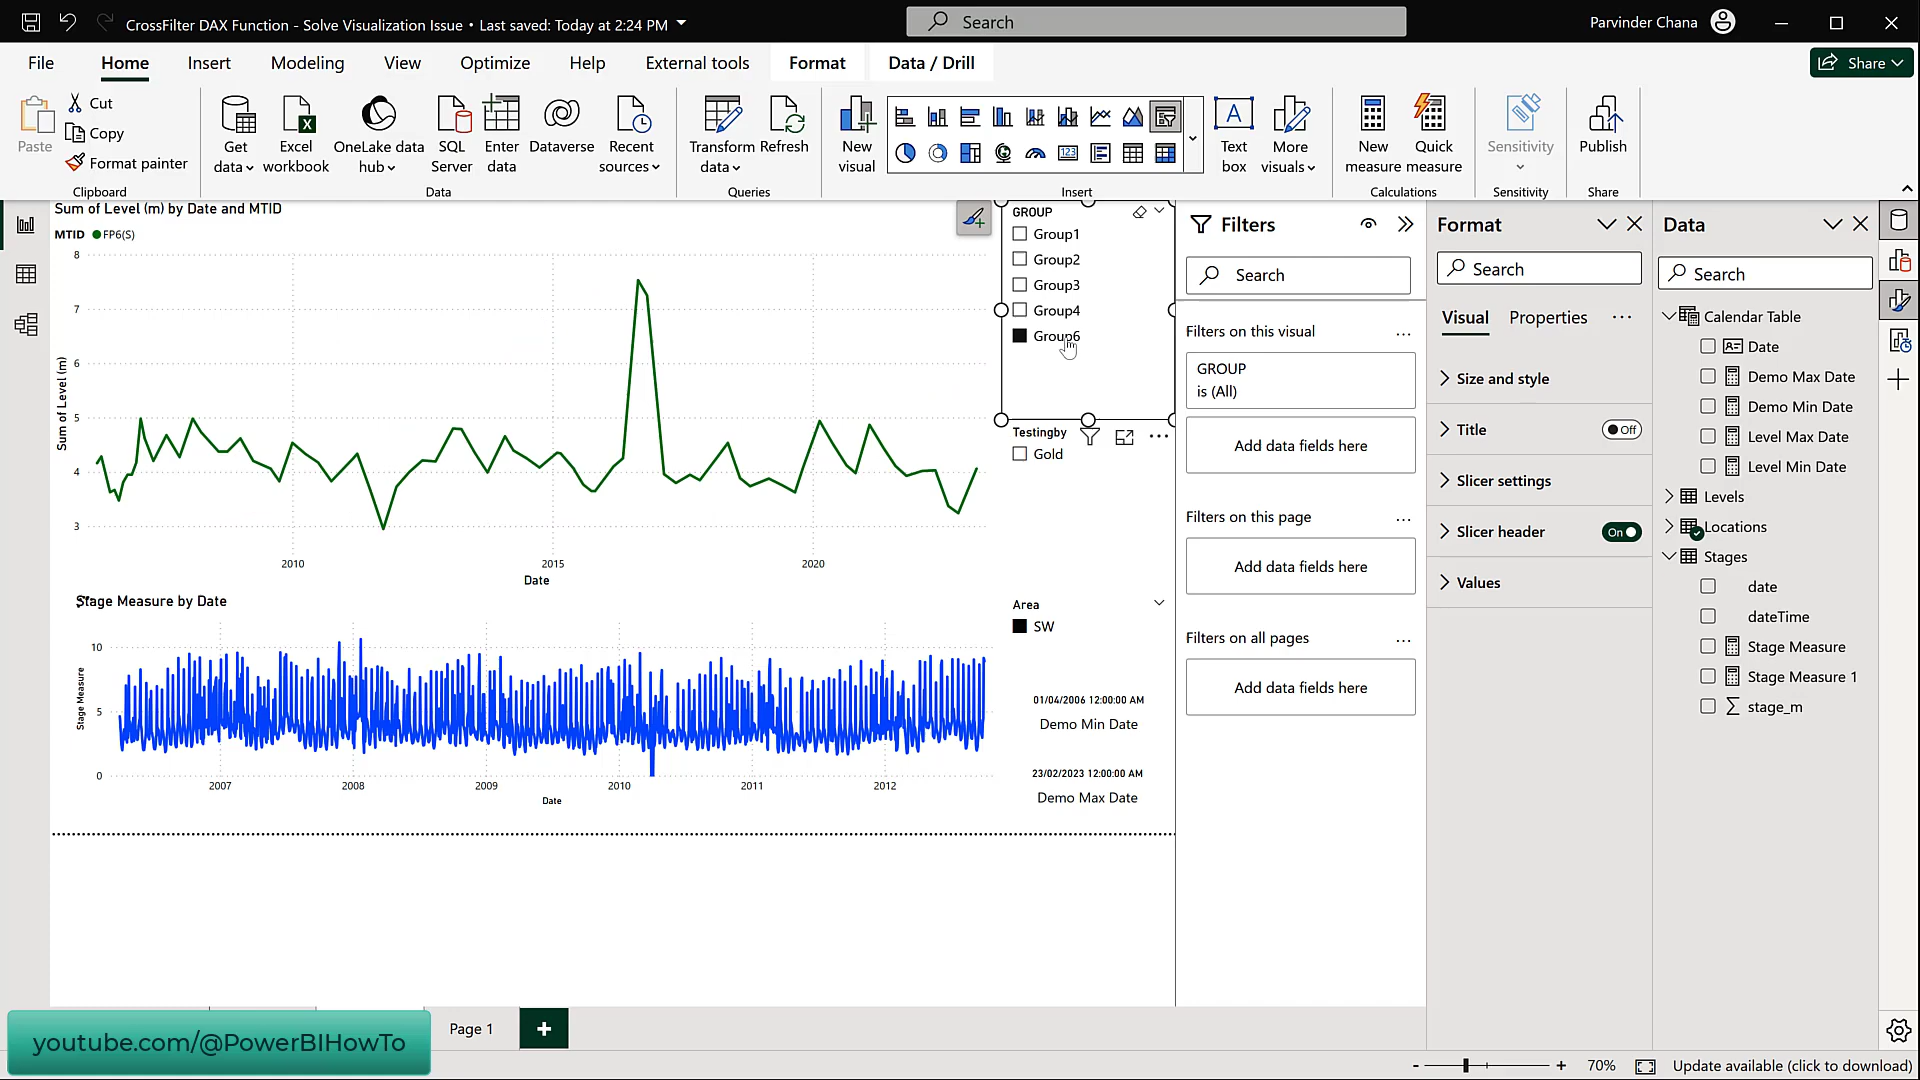 CrossFilter DAX Function - Solve Visualization Issue • Last saved: Today at 2:24 PM
Search
Parvinder Chana
File
Home
Insert
Modeling
View
Optimize
Help
External tools
Format
Data / Drill
Share
Paste
Cut
Copy
Format painter
Clipboard
Get data
Excel workbook
OneLake data hub
SQL Server
Enter data
Dataverse
Recent sources
Data
Transform data
Refresh
Queries
New visual
123
A
Text box
More visuals
Insert
New measure
Quick measure
Calculations
Sensitivity
Sensitivity
Publish
Share
Sum of Level (m) by Date and MTID
MTID FP6(S)
8
7
6
5
4
3
Sum of Level (m)
2010
2015
2020
Date
Stage Measure by Date
10
5
0
Stage Measure
2007
2008
2009
2010
2011
2012
Date
GROUP
Group1
Group2
Group3
Group4
Group6
Testingby
Gold
Area
SW
01/04/2006 12:00:00 AM
Demo Min Date
23/02/2023 12:00:00 AM
Demo Max Date
Filters
Search
Filters on this visual
GROUP
is (All)
Add data fields here
Filters on this page
Add data fields here
Filters on all pages
Add data fields here
Format
Search
Visual
Properties
Size and style
Title
Off
Slicer settings
Slicer header
On
Values
Data
Search
Calendar Table
Date
Demo Max Date
Demo Min Date
Level Max Date
Level Min Date
Levels
Locations
Stages
date
dateTime
Stage Measure
Stage Measure 1
stage_m
youtube.com/@PowerBIHowTo
Page 1
70%
Update available (click to download)